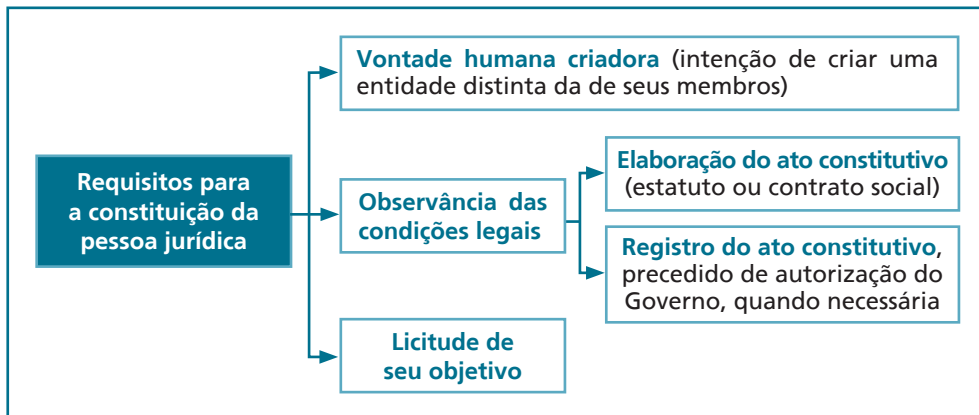 Requisitos para
a constituição da
pessoa jurídica
Vontade humana criadora (intenção de criar uma
entidade distinta da de seus membros)
Observância das
condições legais
Elaboração do ato constitutivo
(estatuto ou contrato social)
Registro do ato constitutivo,
precedido de autorização do
Governo, quando necessária
Licitude de
seu objetivo